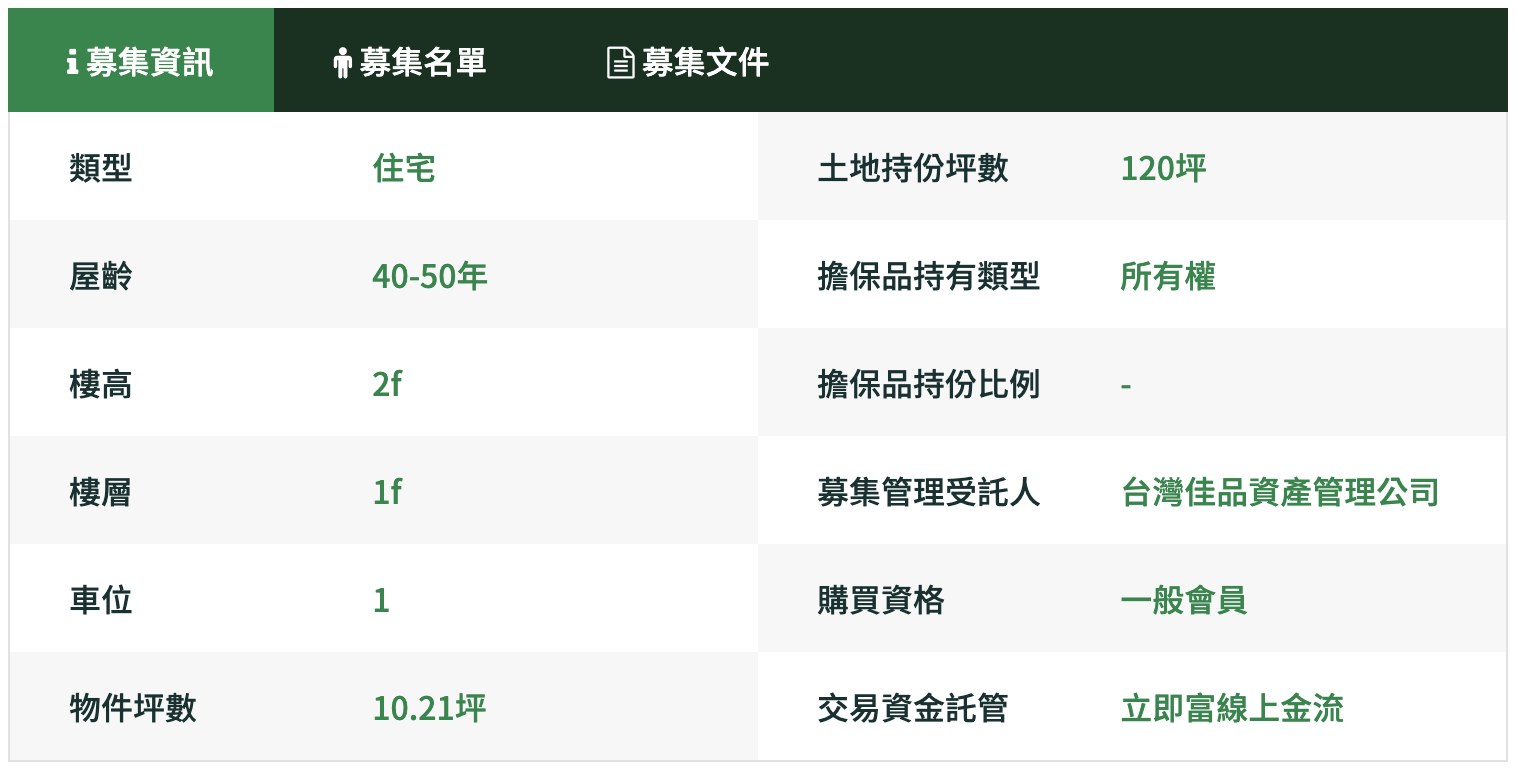 募集資訊 募集名單 募集文件
類型 住宅 土地持份坪數 120坪
屋齡 40-50年 擔保品持有類型 所有權
樓高 2f 擔保品持份比例 -
樓層 1f 募集管理受託人 台灣佳品資產管理公司
車位 1 購買資格 一般會員
物件坪數 10.21坪 交易資金託管 立即富線上金流